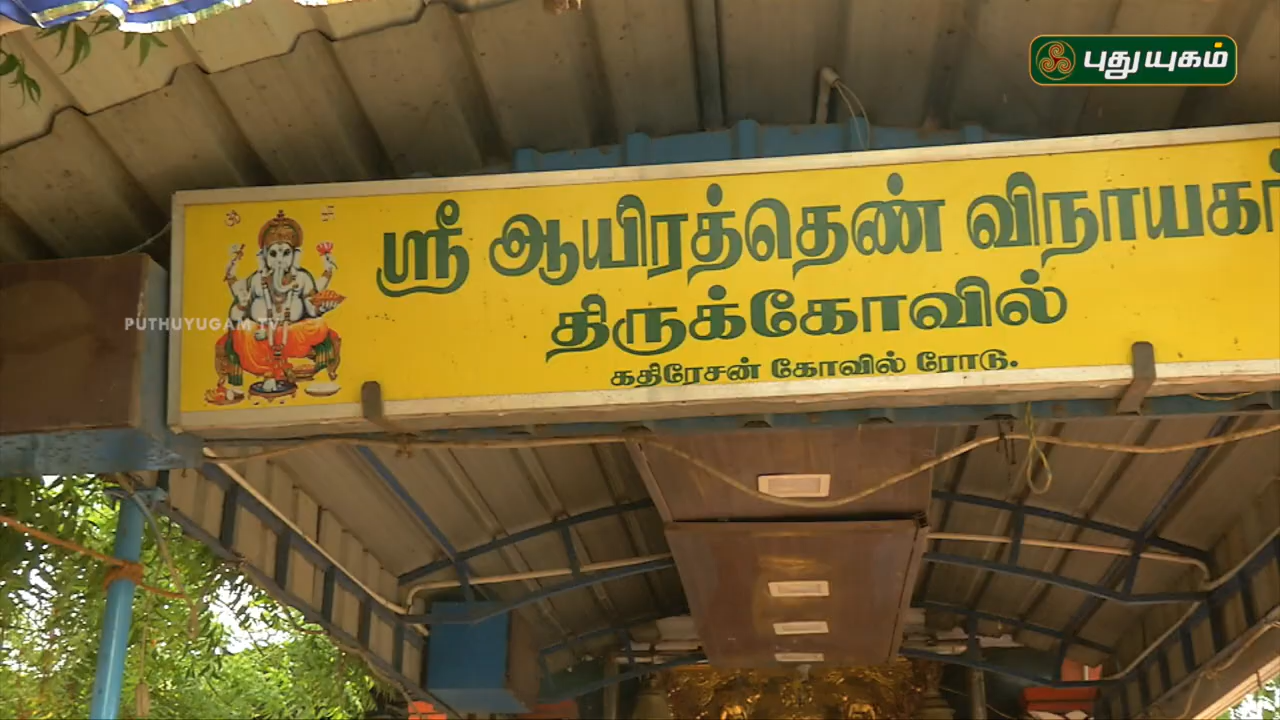 புதுயுகம்
ஸ்ரீ ஆயிரத்தெண் விநாயகர்
திருக்கோவில்
கதிரேசன் கோவில் ரோடு.
PUTHUYUGAM TV